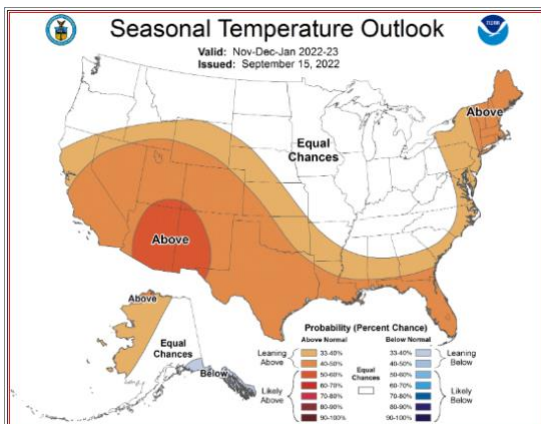 Seasonal Temperature Outlook
Valid: Nov-Dec-Jan 2022-23
Issued: September 15, 2022
NOAA
Above
Equal
Chances
Above
Above
Equal
Chances
Below
Probability (Percent Chance)
Above Normal
Below Normal
Leaning
Above
33-40%
40-50%
Likely
Above
50-60%
60-70%
70-80%
80-90%
90-100%
Equal
Chances
33-40%
40-50%
Leaning
Below
50-60%
60-70%
70-80%
80-90%
90-100%
Likely
Below